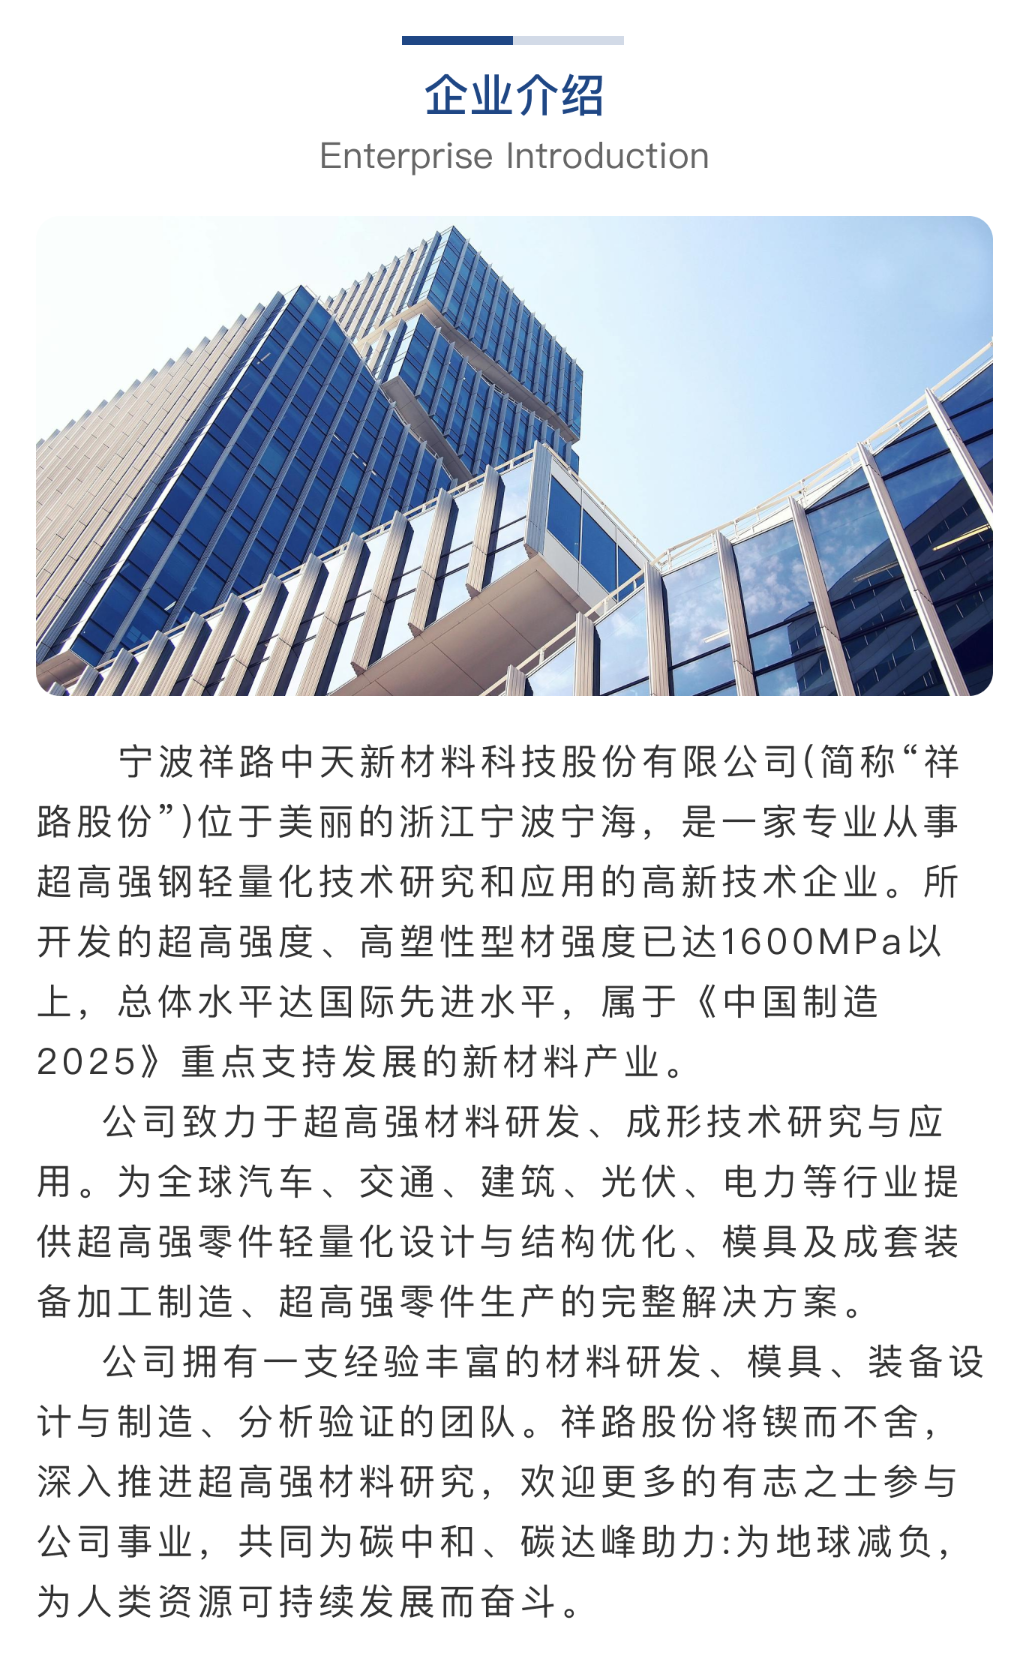 企业介绍
Enterprise Introduction
宁波祥路中天新材料科技股份有限公司(简称“祥
路股份”)位于美丽的浙江宁波宁海，是一家专业从事
超高强钢轻量化技术研究和应用的高新技术企业。所
开发的超高强度、高塑性型材强度已达1600MPa以
上，总体水平达国际先进水平，属于《中国制造
2025》重点支持发展的新材料产业。
公司致力于超高强材料研发、成形技术研究与应
用。为全球汽车、交通、建筑、光伏、电力等行业提
供超高强零件轻量化设计与结构优化、模具及成套装
备加工制造、超高强零件生产的完整解决方案。
公司拥有一支经验丰富的材料研发、模具、装备设
计与制造、分析验证的团队。祥路股份将锲而不舍，
深入推进超高强材料研究，欢迎更多的有志之士参与
公司事业，共同为碳中和、碳达峰助力:为地球减负，
为人类资源可持续发展而奋斗。